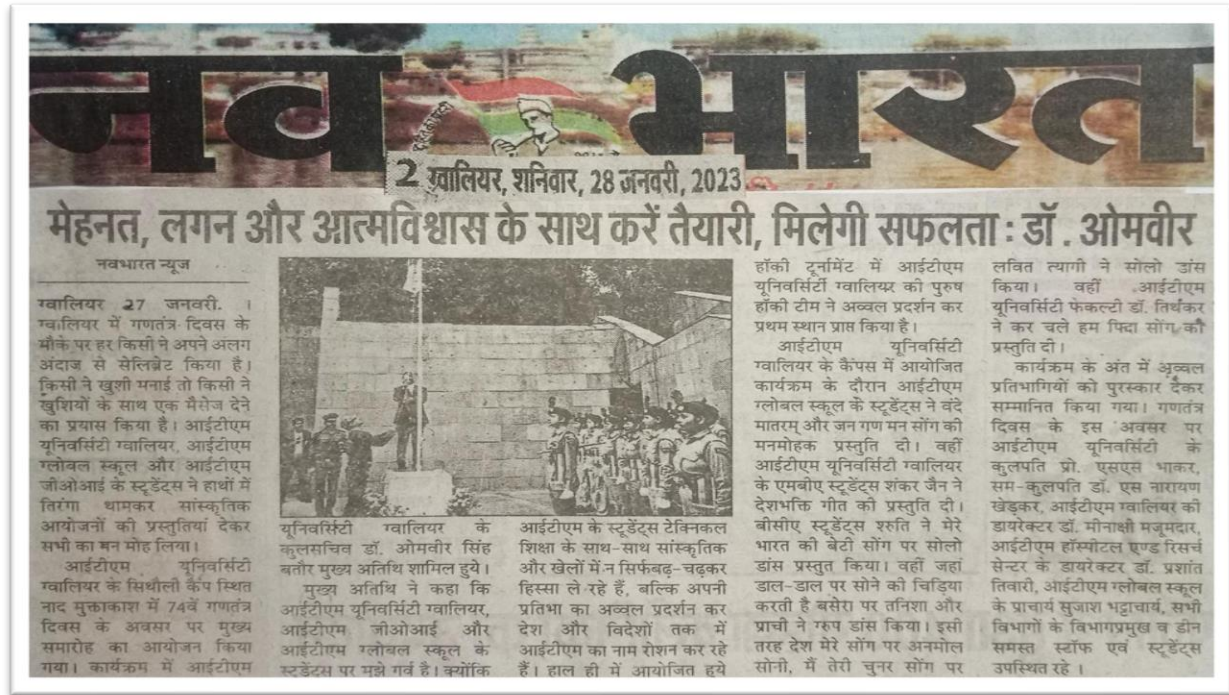 नव भारत
2 ग्वालियर, शनिवार, 28 जनवरी, 2023
मेहनत, लगन और आत्मविश्वास के साथ करें तैयारी, मिलेगी सफलता : डॉ. ओमवीर
नवभारत न्यूज
ग्वालियर 27 जनवरी. ।
ग्वालियर में गणतंत्र दिवस के
मौके पर हर किसी ने अपने अलग
अंदाज से सेलिब्रेट किया है।
किसी ने खुशी मनाई तो किसी ने
खुशियों के साथ एक मैसेज देने
का प्रयास किया है। आईटीएम
यूनिवर्सिटी ग्वालियर, आईटीएम
ग्लोबल स्कूल और आईटीएम
जीओआई के स्टूडेंट्स ने हाथों में
तिरंगा थामकर सांस्कृतिक
आयोजनों की प्रस्तुतियां देकर
सभी का मन मोह लिया।
आईटीएम यूनिवर्सिटी
ग्वालियर के सिथौली कैंप स्थित
नाद मुक्ताकाश में 74वें गणतंत्र
दिवस के अवसर पर मुख्य
समारोह का आयोजन किया
गया। कार्यक्रम में आईटीएम
यूनिवर्सिटी ग्वालियर के
कुलसचिव डॉ. ओमवीर सिंह
बतौर मुख्य अतिथि शामिल हुये।
मुख्य अतिथि ने कहा कि
आईटीएम यूनिवर्सिटी ग्वालियर,
आईटीएम जीओआई और
आईटीएम ग्लोबल स्कूल के
स्टूडेंट्स पर मुझे गर्व है। क्योंकि
आईटीएम के स्टूडेंट्स टेक्निकल
शिक्षा के साथ-साथ सांस्कृतिक
और खेलों में न सिर्फ बढ़-चढ़कर
हिस्सा ले रहे हैं, बल्कि अपनी
प्रतिभा का अव्वल प्रदर्शन कर
देश और विदेशों तक में
आईटीएम का नाम रोशन कर रहे
हैं। हाल ही में आयोजित हुये
हॉकी टूर्नामेंट में आईटीएम
यूनिवर्सिटी ग्वालियर की पुरुष
हॉकी टीम ने अव्वल प्रदर्शन कर
प्रथम स्थान प्राप्त किया है।
आईटीएम यूनिवर्सिटी
ग्वालियर के कैंपस में आयोजित
कार्यक्रम के दौरान आईटीएम
ग्लोबल स्कूल के स्टूडेंट्स ने वंदे
मातरम् और जन गण मन सोंग की
मनमोहक प्रस्तुति दी। वहीं
आईटीएम यूनिवर्सिटी ग्वालियर
के एमबीए स्टूडेंट्स शंकर जैन ने
देशभक्ति गीत की प्रस्तुति दी।
बीसीए स्टूडेंट्स श्रुति ने मेरे
भारत की बेटी सोंग पर सोलो
डांस प्रस्तुत किया। वहीं जहां
डाल-डाल पर सोने की चिड़िया
करती है बसेरा पर तनिशा और
प्राची ने ग्रुप डांस किया। इसी
तरह देश मेरे सोंग पर अनमोल
सोनी, मैं तेरी चुनर सोंग पर
लवित त्यागी ने सोलो डांस
किया। वहीं आईटीएम
यूनिवर्सिटी फेकल्टी डॉ. तिर्थंकर
ने कर चले हम फिदा सोंग की
प्रस्तुति दी।
कार्यक्रम के अंत में अव्वल
प्रतिभागियों को पुरस्कार देकर
सम्मानित किया गया। गणतंत्र
दिवस के इस अवसर पर
आईटीएम यूनिवर्सिटी के
कुलपति प्रो. एसएस भाकर,
सम-कुलपति डॉ. एस नारायण
खेड़कर, आईटीएम ग्वालियर की
डायरेक्टर डॉ. मीनाक्षी मजूमदार,
आईटीएम हॉस्पीटल एण्ड रिसर्च
सेन्टर के डायरेक्टर डॉ. प्रशांत
तिवारी, आईटीएम ग्लोबल स्कूल
के प्राचार्य सुजाश भट्टाचार्य, सभी
विभागों के विभागप्रमुख व डीन
समस्त स्टॉफ एवं स्टूडेंट्स
उपस्थित रहे ।